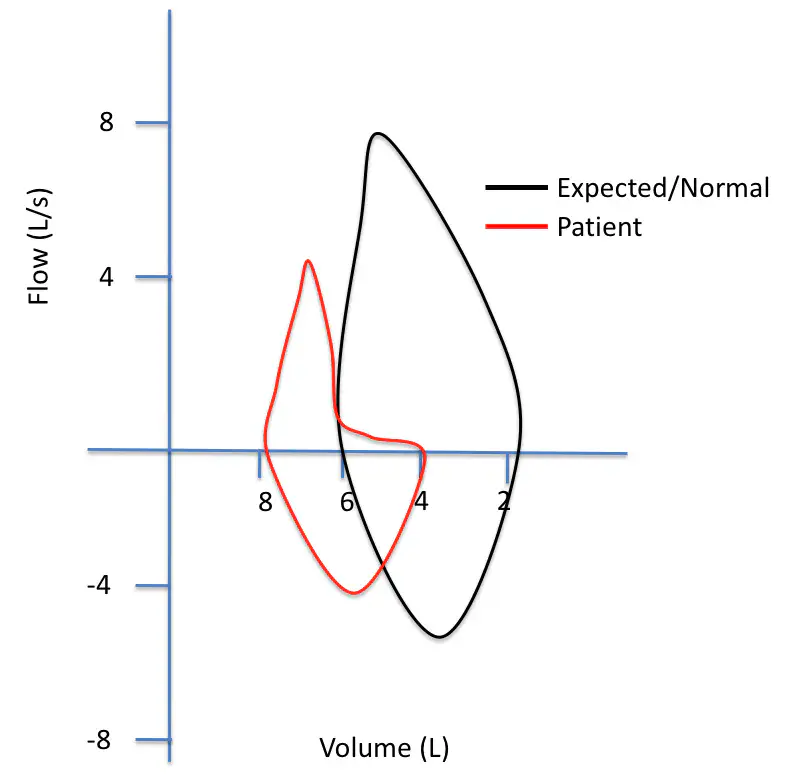 8
Expected/Normal
Patient
Flow (L/s)
4
8
6
4
2
-4
-8
Volume (L)